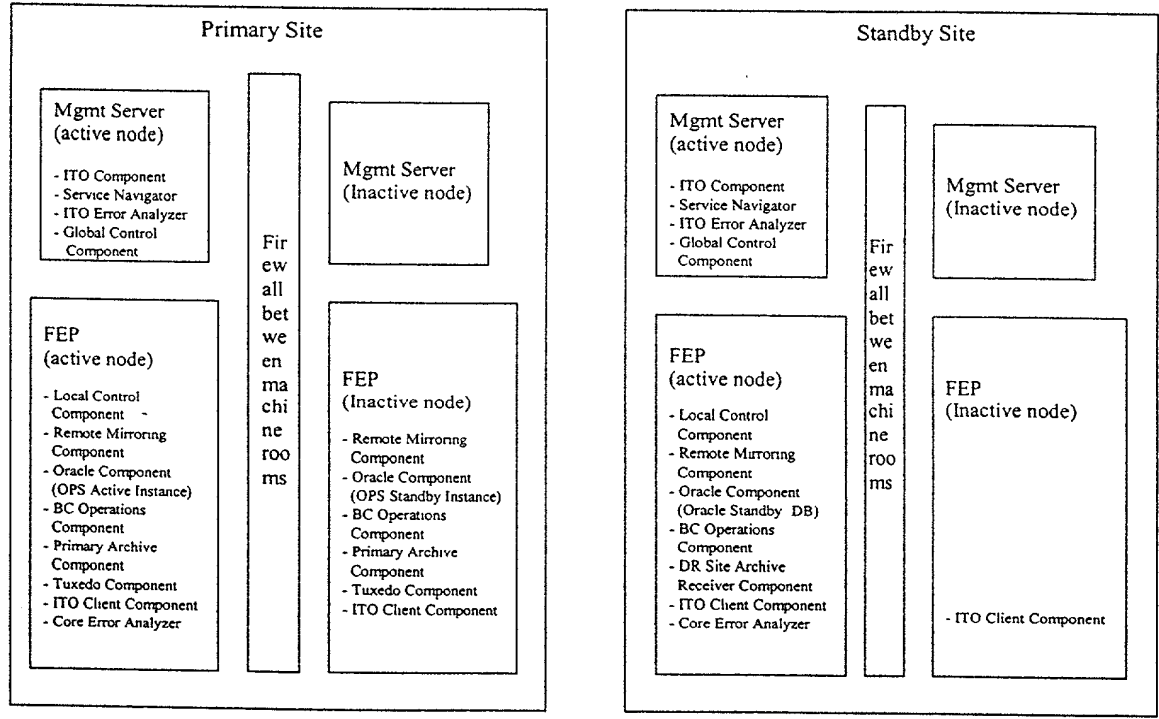 Primary Site
Mgmt Server
(active node)
- ITO Component
- Service Navigator
- ITO Error Analyzer
- Global Control
Component
FEP
(active node)
- Local Control
Component -
- Remote Mirroring
Component
- Oracle Component
(OPS Active Instance)
- BC Operations
Component
- Primary Archive
Component
- Tuxedo Component
- ITO Client Component
- Core Error Analyzer
Fir
ew
all
bet
we
en
ma
chi
ne
roo
ms
Mgmt Server
(Inactive node)
FEP
(Inactive node)
- Remote Mirroring
Component
- Oracle Component
(OPS Standby Instance)
- BC Operations
Component
- Primary Archive
Component
- Tuxedo Component
- ITO Client Component
Standby Site
Mgmt Server
(active node)
- ITO Component
- Service Navigator
- ITO Error Analyzer
- Global Control
Component
FEP
(active node)
- Local Control
Component
- Remote Mirroring
Component
- Oracle Component
(Oracle Standby DB)
- BC Operations
Component
- DR Site Archive
Receiver Component
- ITO Client Component
- Core Error Analyzer
Fir
ew
all
bet
we
en
ma
chi
ne
roo
ms
Mgmt Server
(Inactive node)
FEP
(Inactive node)
- ITO Client Component